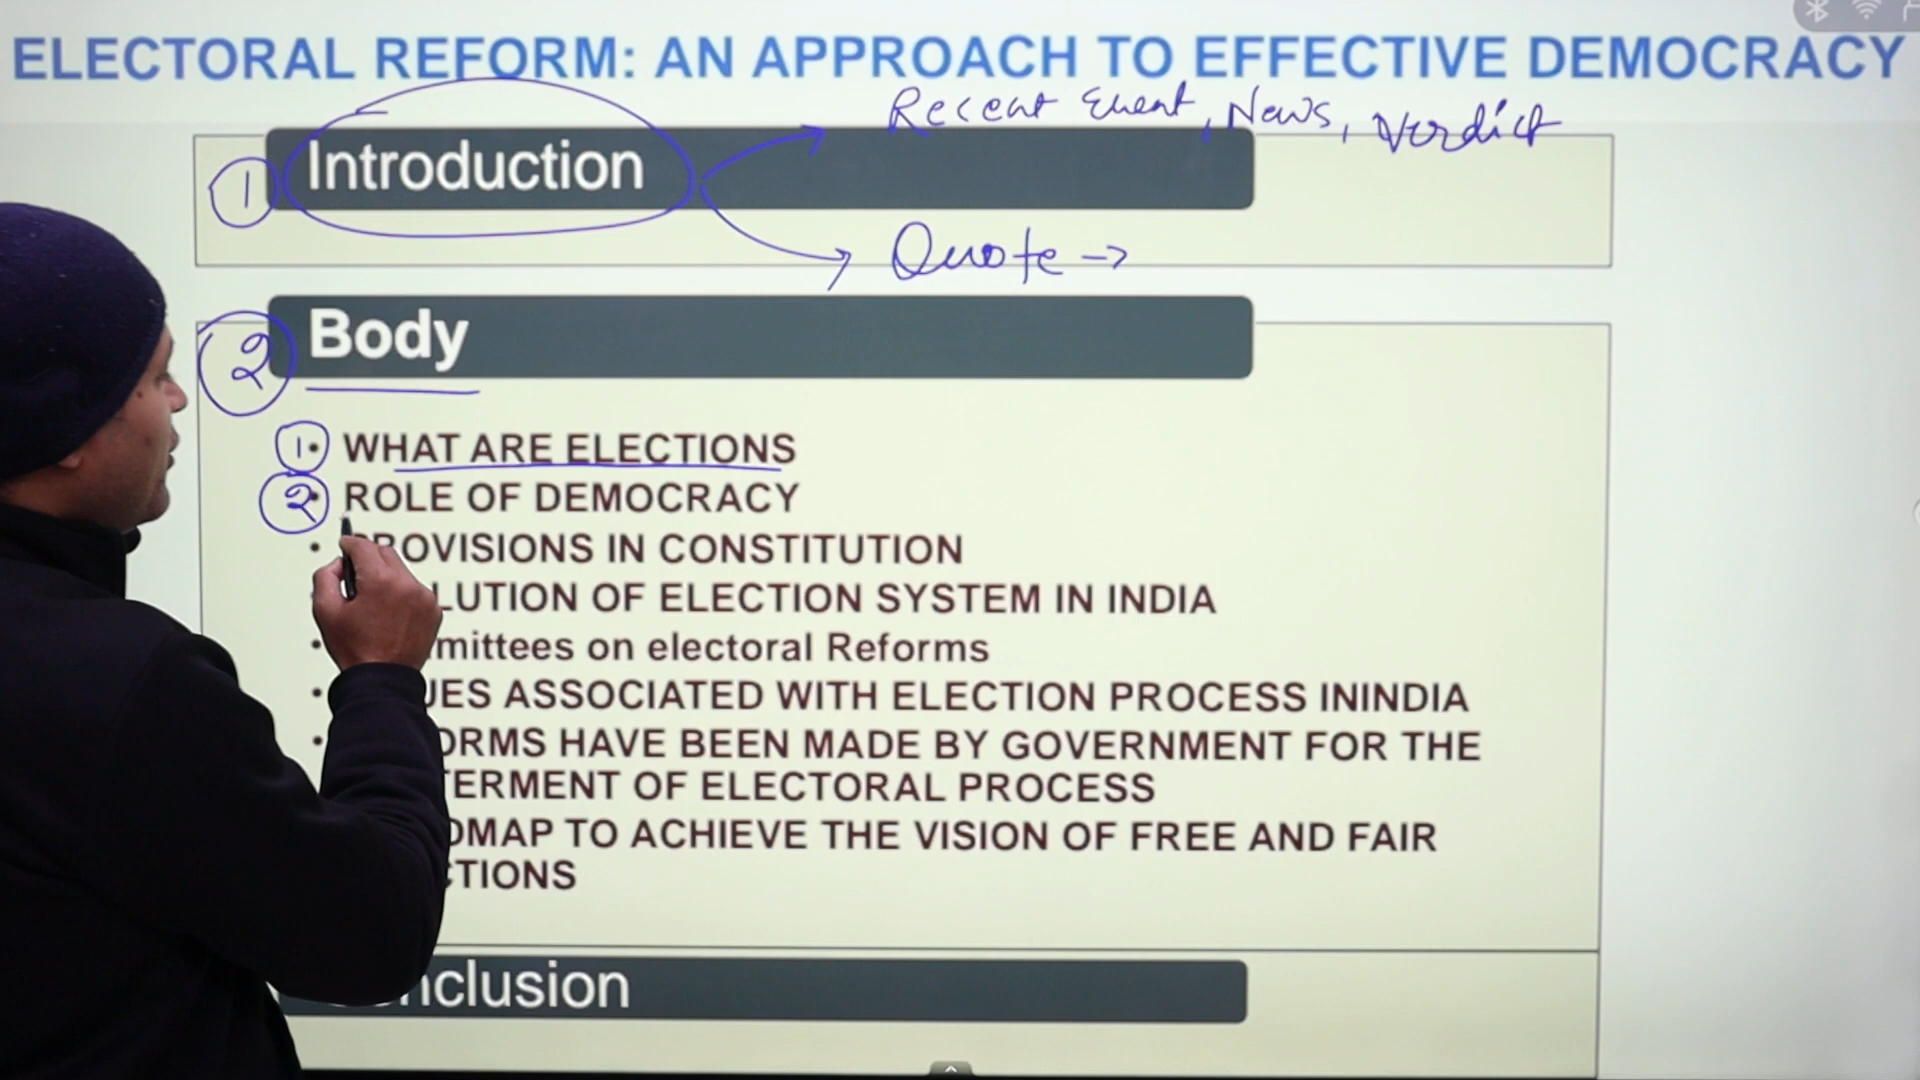 ELECTORAL REFORM: AN APPROACH TO EFFECTIVE DEMOCRACY
Recent Event, News, Verdict
1 Introduction
Quote →
2 Body
1 • WHAT ARE ELECTIONS
2 • ROLE OF DEMOCRACY
• PROVISIONS IN CONSTITUTION
LUTION OF ELECTION SYSTEM IN INDIA
• mittees on electoral Reforms
• UES ASSOCIATED WITH ELECTION PROCESS ININDIA
• ORMS HAVE BEEN MADE BY GOVERNMENT FOR THE
TERMENT OF ELECTORAL PROCESS
DMAP TO ACHIEVE THE VISION OF FREE AND FAIR
CTIONS
nclusion